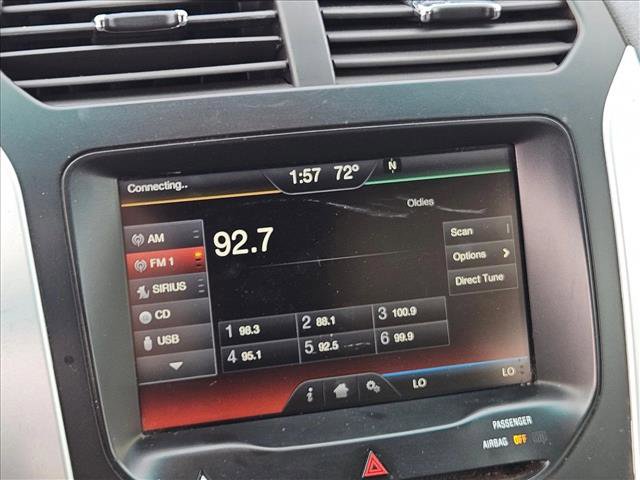 1:57 72° N
Connecting..
Oldies
AM
92.7
Scan
FM 1
Options
SIRIUS
Direct Tune
CD
USB
1 98.3 2 88.1 3 100.9
4 95.1 5 92.5 6 99.9
i LO LO
PASSENGER
AIRBAG OFF